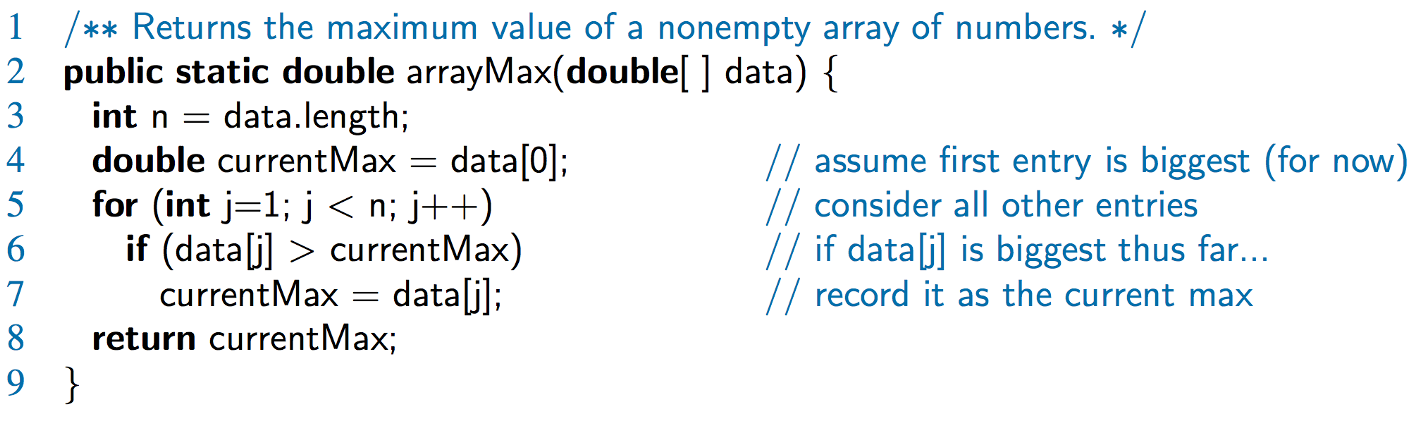 1 /** Returns the maximum value of a nonempty array of numbers. */
2 public static double arrayMax(double[ ] data) {
3 int n = data.length;
4 double currentMax = data[0]; // assume first entry is biggest (for now)
5 for (int j=1; j < n; j++) // consider all other entries
6 if (data[j] > currentMax) // if data[j] is biggest thus far...
7 currentMax = data[j]; // record it as the current max
8 return currentMax;
9 }